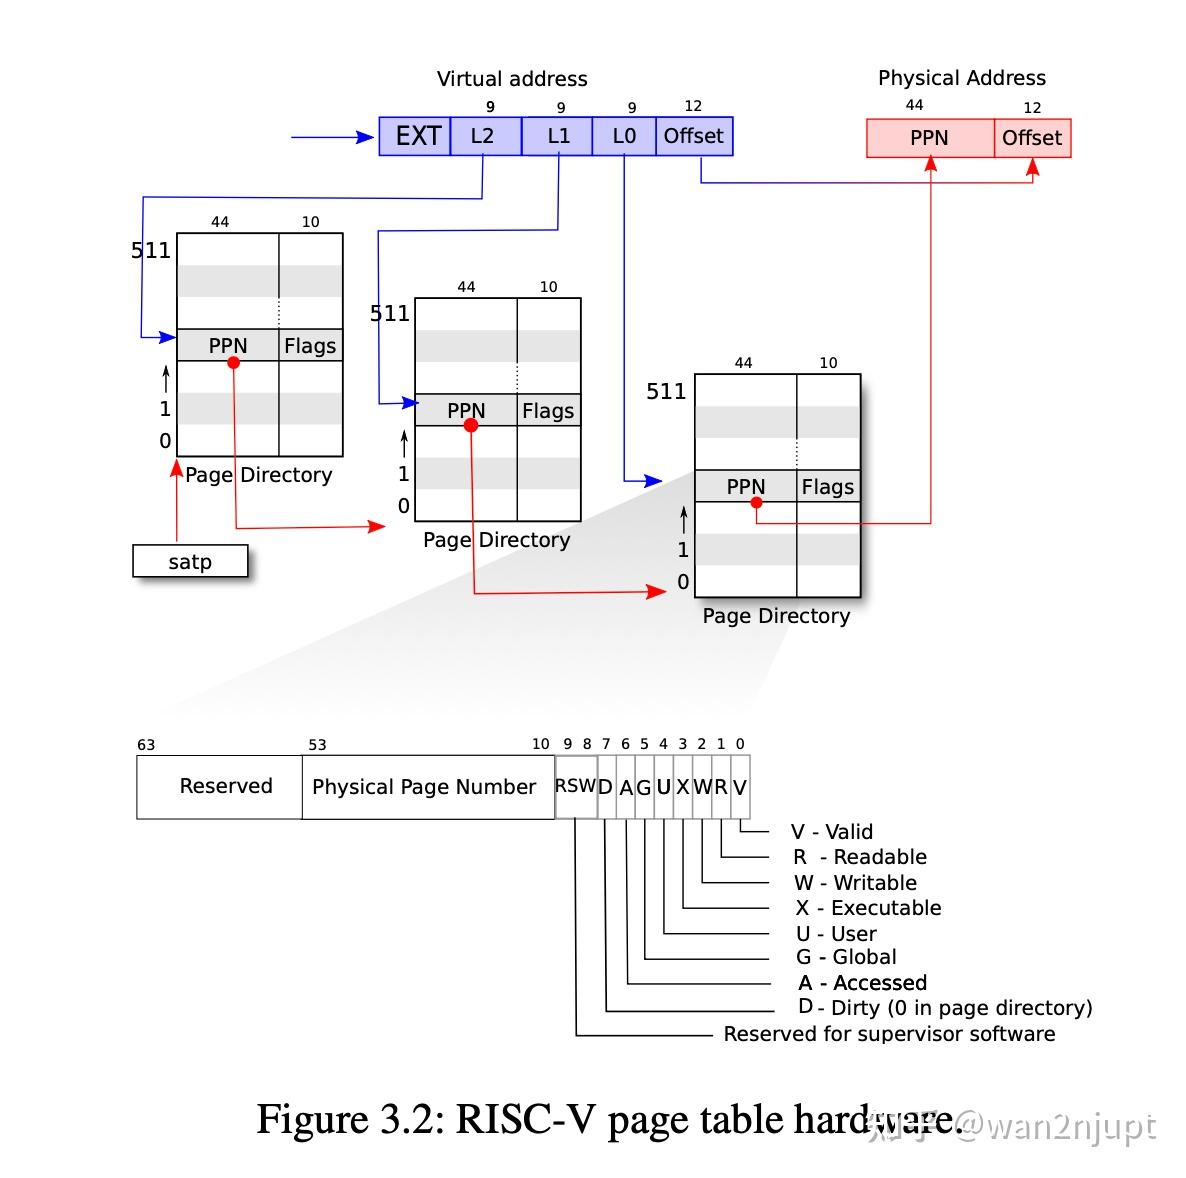 Virtual address
Physical Address
9 9 9 12
44 12
EXT L2 L1 L0 Offset
PPN Offset
44 10
511
PPN Flags
1
0
Page Directory
satp
44 10
511
PPN Flags
1
0
Page Directory
44 10
511
PPN Flags
1
0
Page Directory
63 53 10 9 8 7 6 5 4 3 2 1 0
Reserved Physical Page Number RSW D A G U X W R V
V - Valid
R - Readable
W - Writable
X - Executable
U - User
G - Global
A - Accessed
D - Dirty (0 in page directory)
Reserved for supervisor software
Figure 3.2: RISC-V page table hardware.
知乎 @wan2njupt